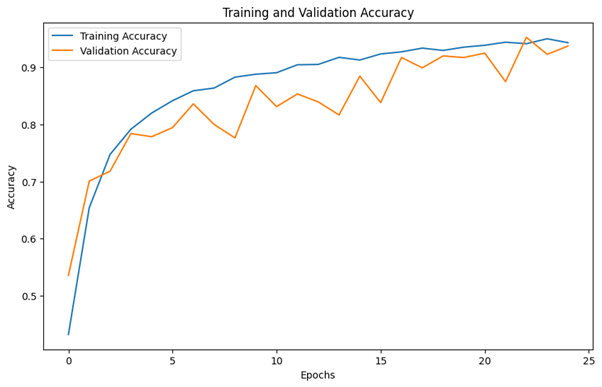 Training and Validation Accuracy
Training Accuracy
Validation Accuracy
0.9
0.8
0.7
0.6
0.5
Accuracy
0 5 10 15 20 25
Epochs